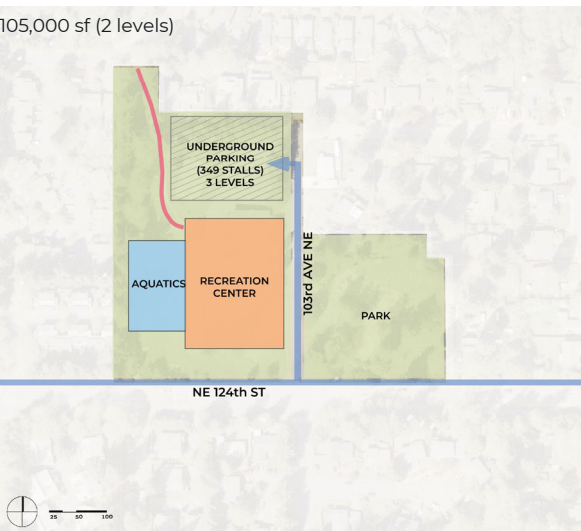 105,000 sf (2 levels)
UNDERGROUND
PARKING
(349 STALLS)
3 LEVELS
103rd AVE NE
AQUATICS
RECREATION
CENTER
PARK
NE 124th ST
25 50 100